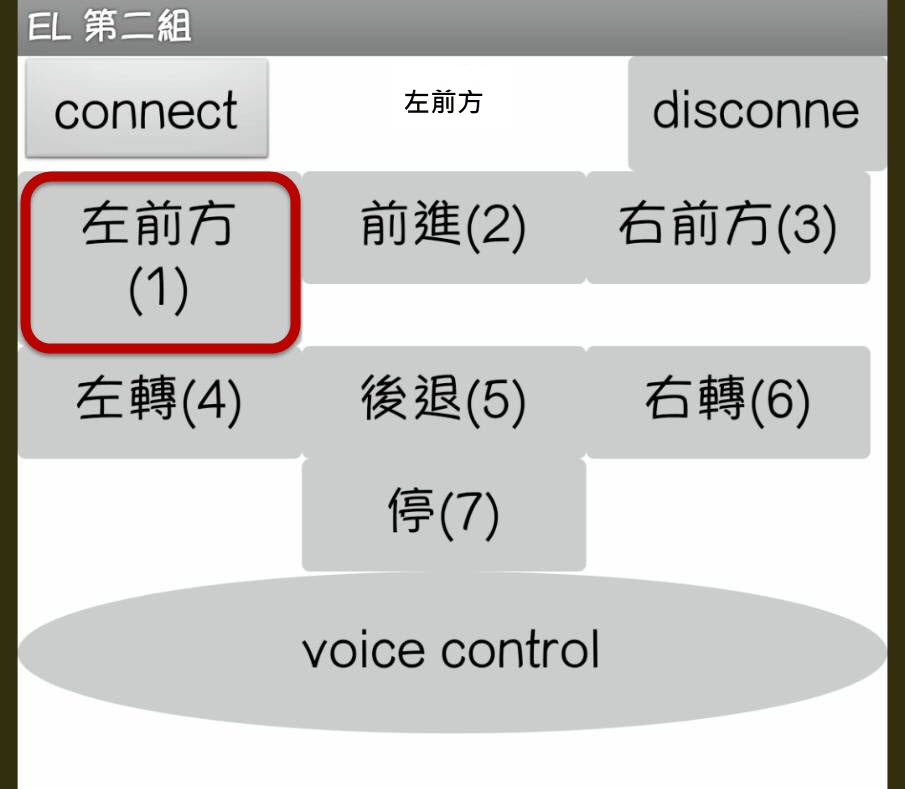 EL 第二組
connect
左前方
disconne
左前方
(1)
前進(2)
右前方(3)
左轉(4)
後退(5)
右轉(6)
停(7)
voice control